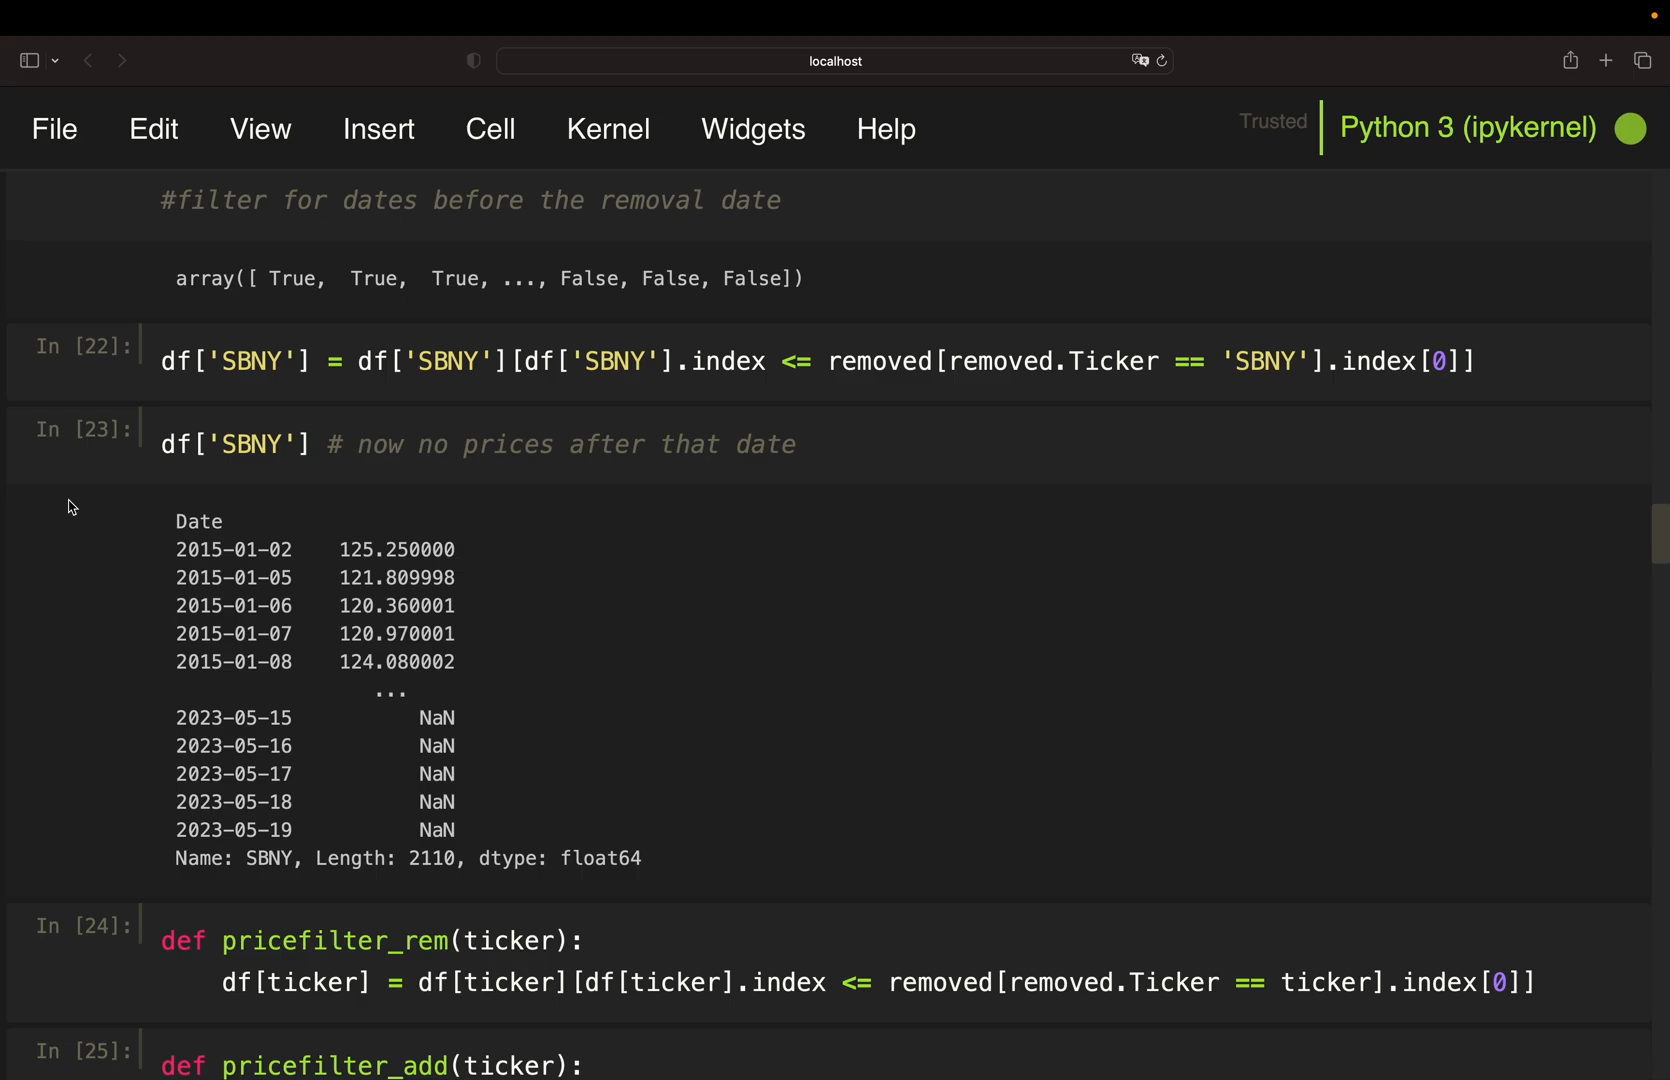 localhost
File Edit View Insert Cell Kernel Widgets Help Trusted Python 3 (ipykernel)
#filter for dates before the removal date
array([ True,  True,  True, ..., False, False, False])
In [22]: df['SBNY'] = df['SBNY'][df['SBNY'].index <= removed[removed.Ticker == 'SBNY'].index[0]]
In [23]: df['SBNY'] # now no prices after that date
Date
2015-01-02 125.250000
2015-01-05 121.809998
2015-01-06 120.360001
2015-01-07 120.970001
2015-01-08 124.080002
...
2023-05-15 NaN
2023-05-16 NaN
2023-05-17 NaN
2023-05-18 NaN
2023-05-19 NaN
Name: SBNY, Length: 2110, dtype: float64
In [24]: def pricefilter_rem(ticker):
df[ticker] = df[ticker][df[ticker].index <= removed[removed.Ticker == ticker].index[0]]
In [25]: def pricefilter_add(ticker):